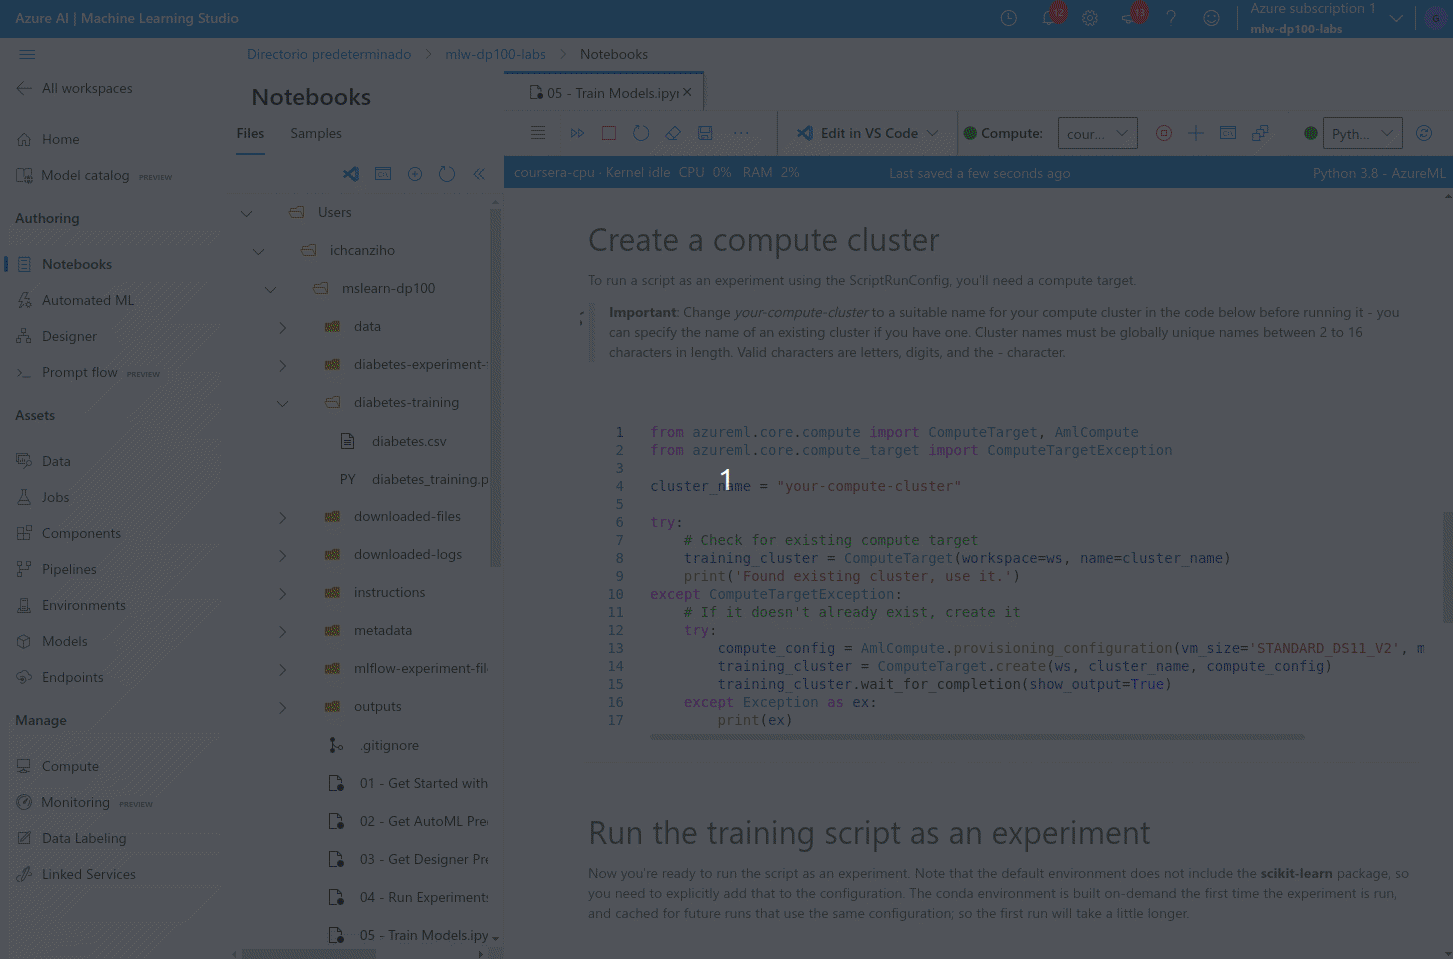 Azure AI | Machine Learning Studio
12
13
Azure subscription 1
mlw-dp100-labs
G
Directorio predeterminado > mlw-dp100-labs > Notebooks
All workspaces
Home
Model catalog PREVIEW
Authoring
Notebooks
Automated ML
Designer
Prompt flow PREVIEW
Assets
Data
Jobs
Components
Pipelines
Environments
Models
Endpoints
Manage
Compute
Monitoring PREVIEW
Data Labeling
Linked Services
Notebooks
Files Samples
Users
ichcanziho
mslearn-dp100
data
diabetes-experiment-
diabetes-training
diabetes.csv
PY diabetes_training.p
downloaded-files
downloaded-logs
instructions
metadata
mlflow-experiment-fil
outputs
.gitignore
01 - Get Started with
02 - Get AutoML Pre
03 - Get Designer Pre
04 - Run Experiments
05 - Train Models.ipy
05 - Train Models.ipyn
Edit in VS Code
Compute: cour...
Pyth...
coursera-cpu · Kernel idle CPU 0% RAM 2%
Last saved a few seconds ago
Python 3.8 - AzureML
Create a compute cluster
To run a script as an experiment using the ScriptRunConfig, you'll need a compute target.
Important: Change your-compute-cluster to a suitable name for your compute cluster in the code below before running it - you
can specify the name of an existing cluster if you have one. Cluster names must be globally unique names between 2 to 16
characters in length. Valid characters are letters, digits, and the - character.
1 from azureml.core.compute import ComputeTarget, AmlCompute
2 from azureml.core.compute_target import ComputeTargetException
3
4 cluster_name = "your-compute-cluster"
5
6 try:
7 # Check for existing compute target
8 training_cluster = ComputeTarget(workspace=ws, name=cluster_name)
9 print('Found existing cluster, use it.')
10 except ComputeTargetException:
11 # If it doesn't already exist, create it
12 try:
13 compute_config = AmlCompute.provisioning_configuration(vm_size='STANDARD_DS11_V2', m
14 training_cluster = ComputeTarget.create(ws, cluster_name, compute_config)
15 training_cluster.wait_for_completion(show_output=True)
16 except Exception as ex:
17 print(ex)
1
Run the training script as an experiment
Now you're ready to run the script as an experiment. Note that the default environment does not include the scikit-learn package, so
you need to explicitly add that to the configuration. The conda environment is built on-demand the first time the experiment is run,
and cached for future runs that use the same configuration; so the first run will take a little longer.